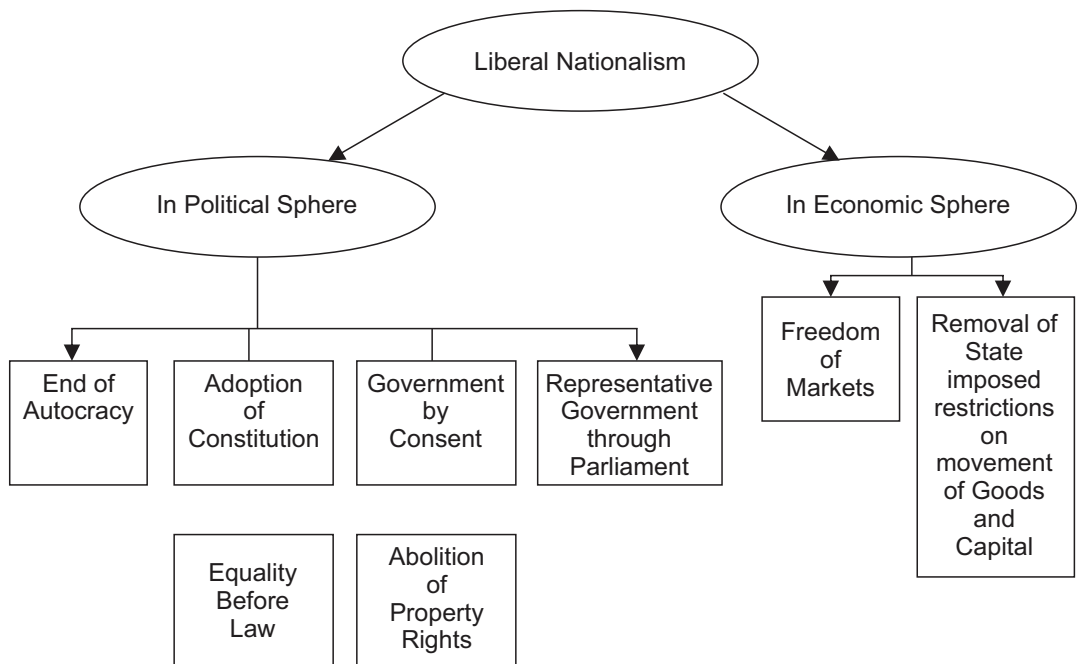 Liberal Nationalism
In Political Sphere
In Economic Sphere
End of
Autocracy
Adoption
of
Constitution
Government
by
Consent
Representative
Government
through
Parliament
Freedom
of
Markets
Removal of
State
imposed
restrictions
on
movement
of Goods
and
Capital
Equality
Before
Law
Abolition
of
Property
Rights